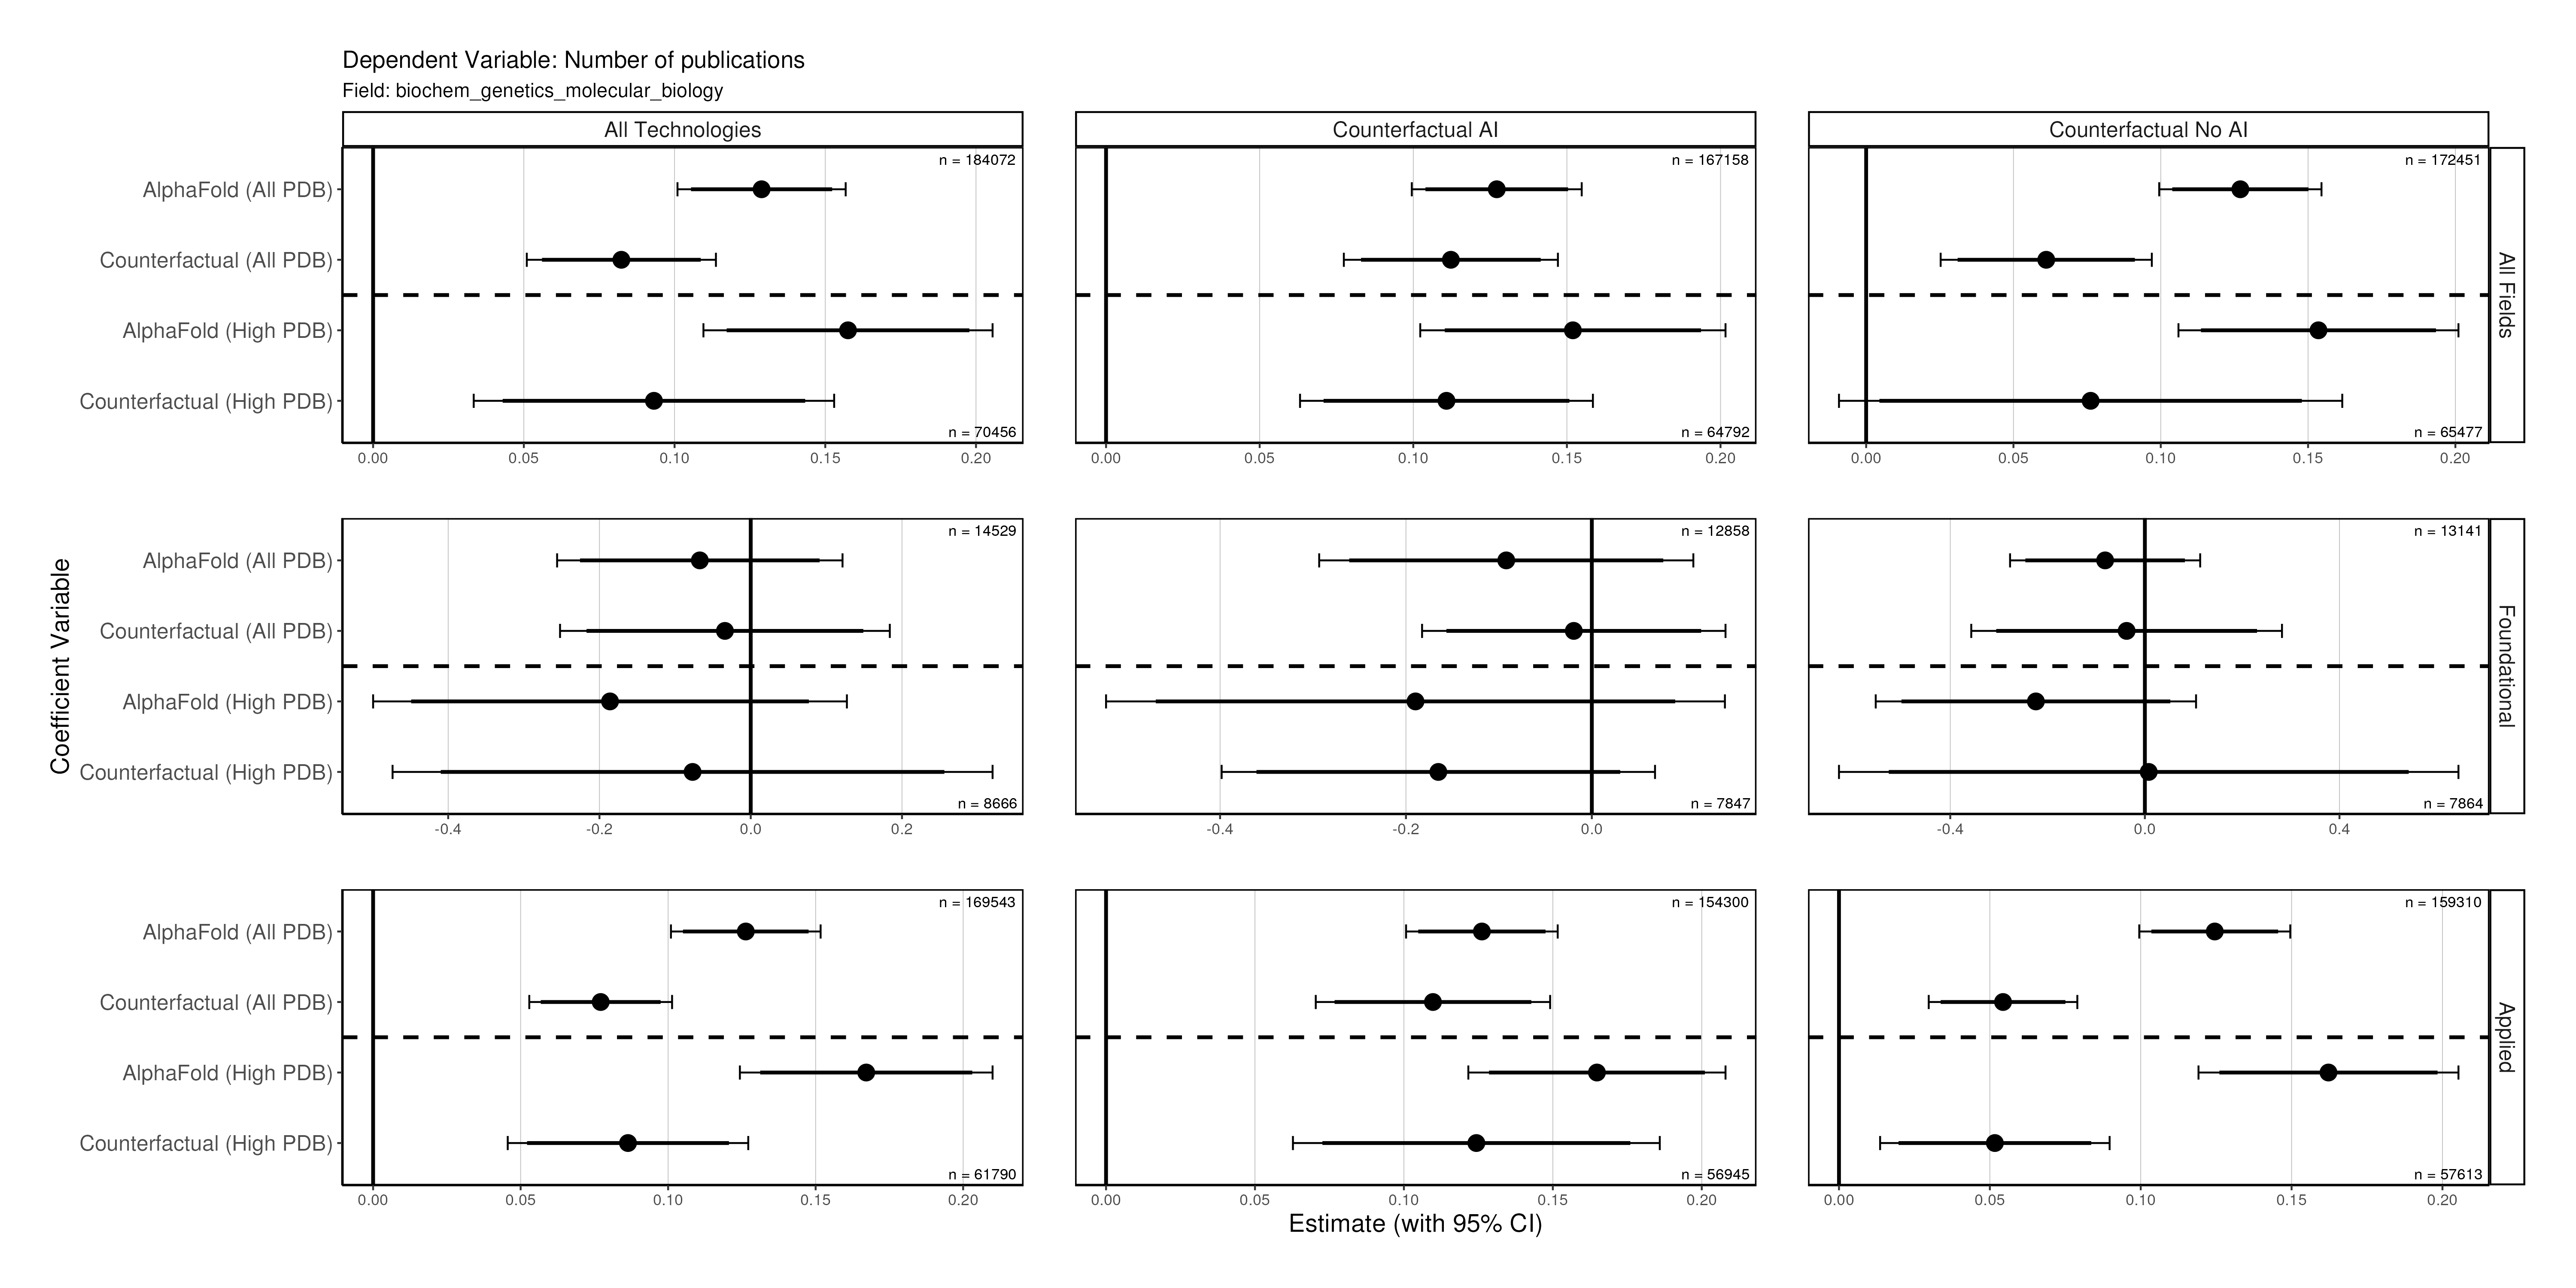 Dependent Variable: Number of publications
Field: biochem_genetics_molecular_biology
All Technologies
Counterfactual AI
Counterfactual No AI
AlphaFold (All PDB)
Counterfactual (All PDB)
AlphaFold (High PDB)
Counterfactual (High PDB)
n = 184072
n = 70456
0.00 0.05 0.10 0.15 0.20
n = 167158
n = 64792
0.00 0.05 0.10 0.15 0.20
n = 172451
n = 65477
0.00 0.05 0.10 0.15 0.20
All Fields
Coefficient Variable
AlphaFold (All PDB)
Counterfactual (All PDB)
AlphaFold (High PDB)
Counterfactual (High PDB)
n = 14529
n = 8666
-0.4 -0.2 0.0 0.2
n = 12858
n = 7847
-0.4 -0.2 0.0
n = 13141
n = 7864
-0.4 0.0 0.4
Foundational
AlphaFold (All PDB)
Counterfactual (All PDB)
AlphaFold (High PDB)
Counterfactual (High PDB)
n = 169543
n = 61790
0.00 0.05 0.10 0.15 0.20
n = 154300
n = 56945
0.00 0.05 0.10 0.15 0.20
n = 159310
n = 57613
0.00 0.05 0.10 0.15 0.20
Applied
Estimate (with 95% CI)